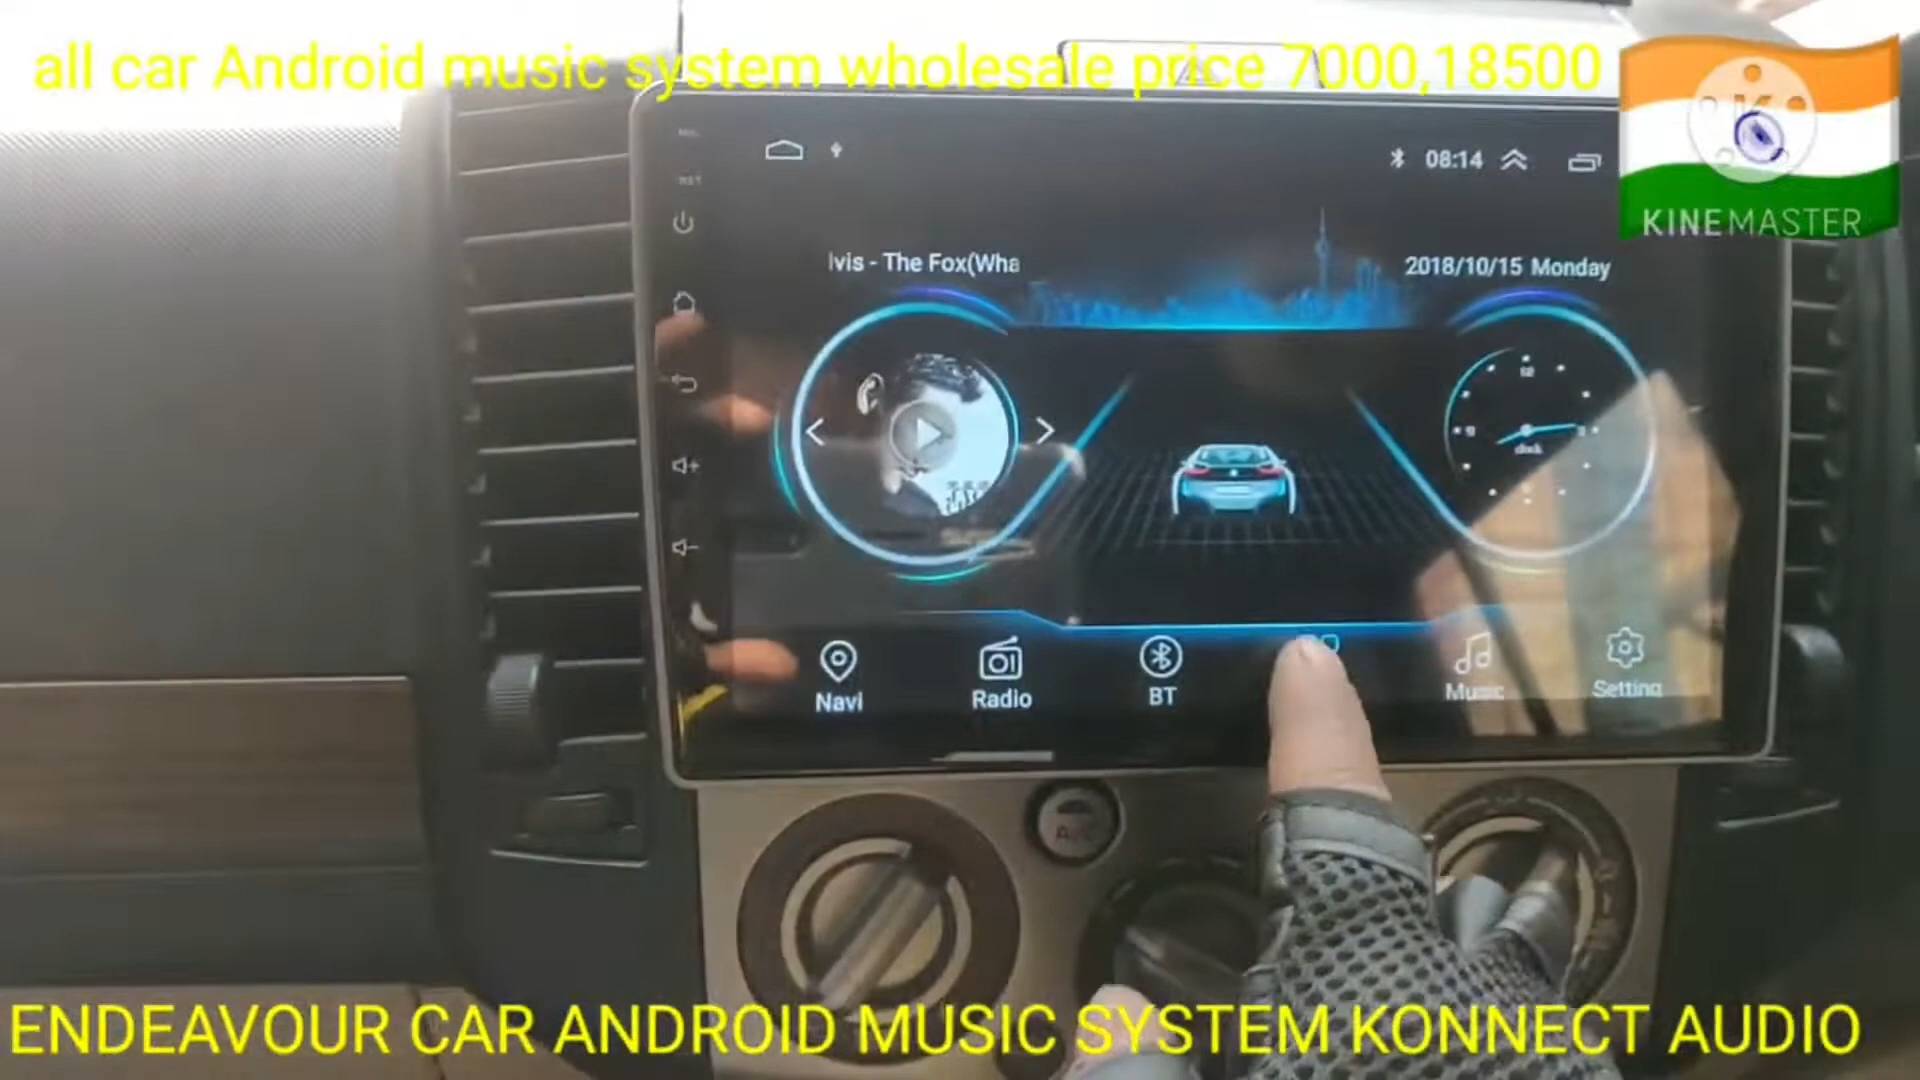 all car Android music system wholesale price 7000,18500
KINEMASTER
08:14
lvis - The Fox(Wha
2018/10/15 Monday
clock
Navi
Radio
BT
Music
Setting
A/C
ENDEAVOUR CAR ANDROID MUSIC SYSTEM KONNECT AUDIO